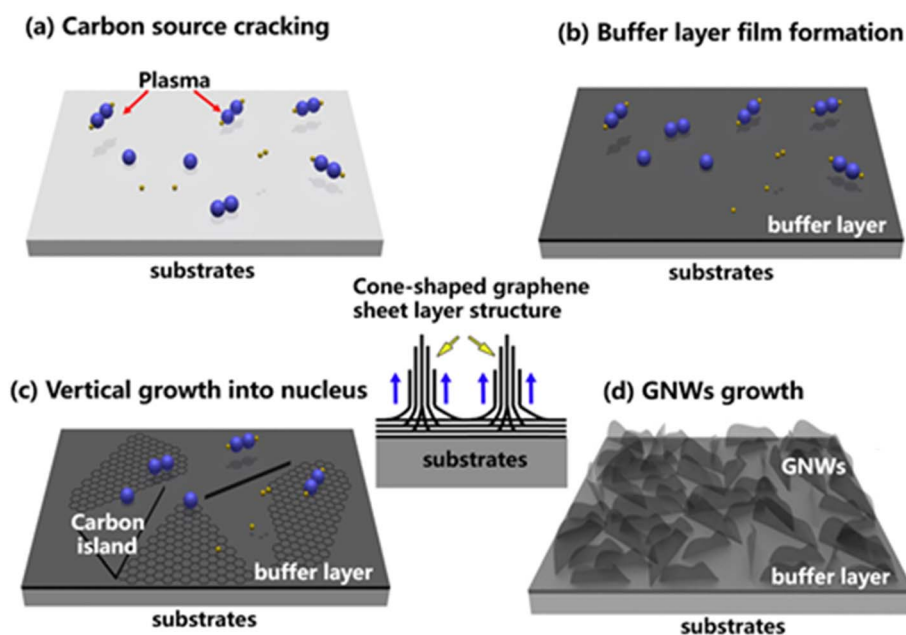 (a) Carbon source cracking
Plasma
substrates
(b) Buffer layer film formation
buffer layer
substrates
Cone-shaped graphene
sheet layer structure
substrates
(c) Vertical growth into nucleus
Carbon
island
buffer layer
substrates
(d) GNWs growth
GNWs
buffer layer
substrates